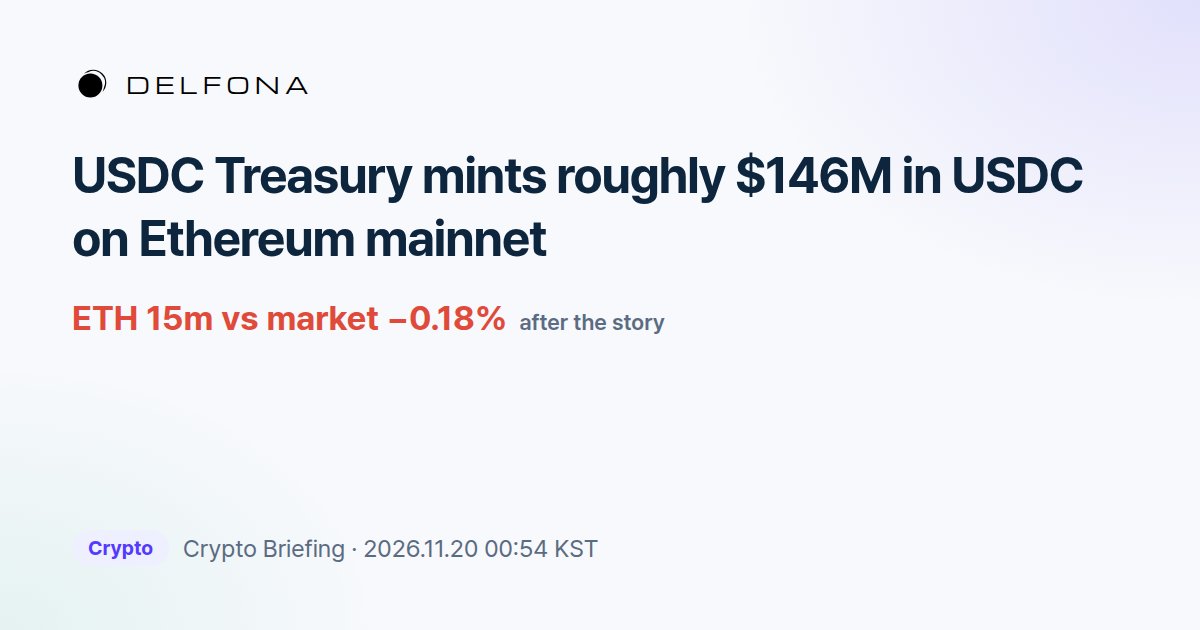 DELFONA
USDC Treasury mints roughly $146M in USDC
on Ethereum mainnet
ETH 15m vs market −0.18% after the story
Crypto Crypto Briefing · 2026.11.20 00:54 KST